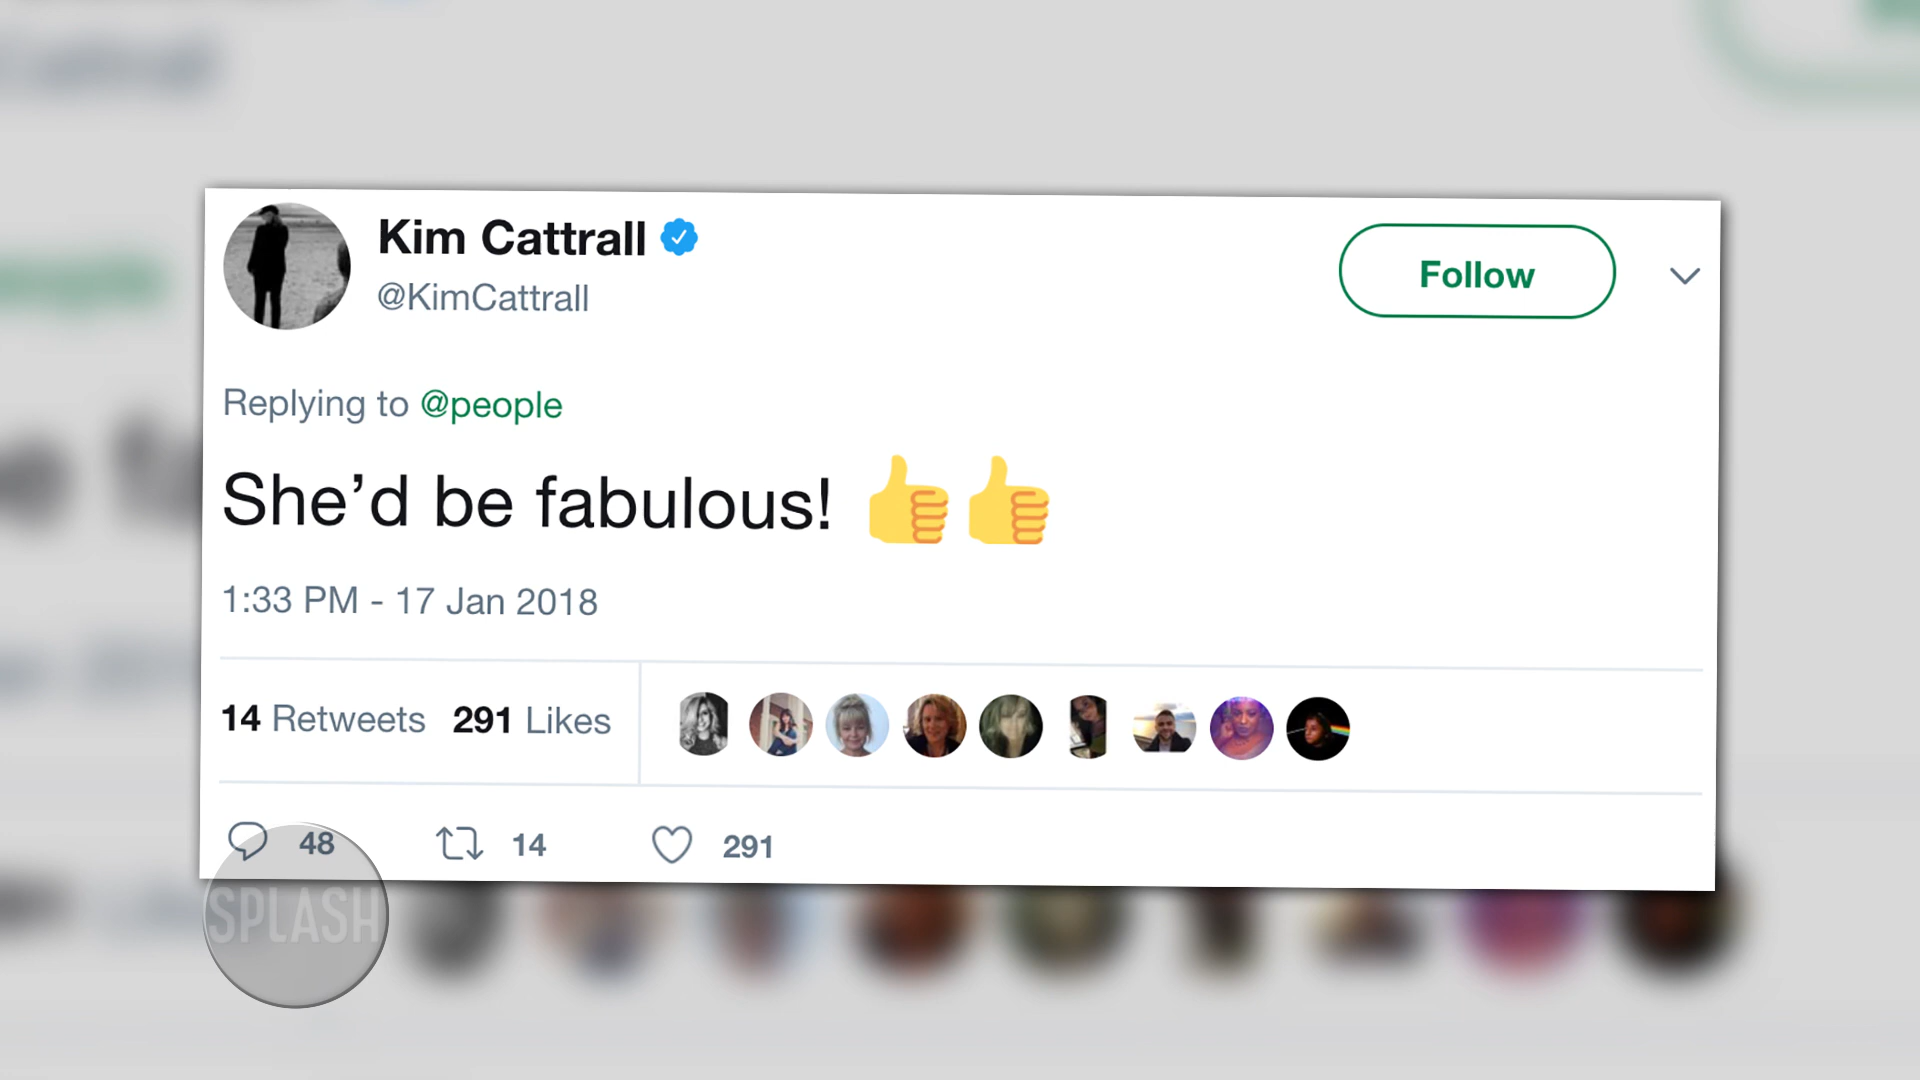 Kim Cattrall
@KimCattrall
Follow
Replying to @people
She’d be fabulous! 👍👍
1:33 PM - 17 Jan 2018
14 Retweets 291 Likes
48 14 291
SPLASH